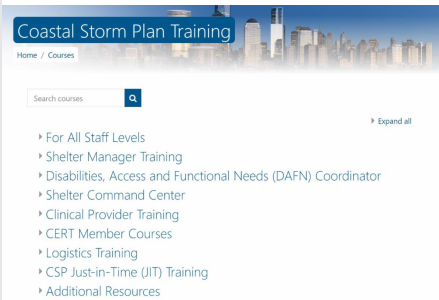 Coastal Storm Plan Training
Home / Courses
Search courses
Expand all
For All Staff Levels
Shelter Manager Training
Disabilities, Access and Functional Needs (DAFN) Coordinator
Shelter Command Center
Clinical Provider Training
CERT Member Courses
Logistics Training
CSP Just-in-Time (JIT) Training
Additional Resources